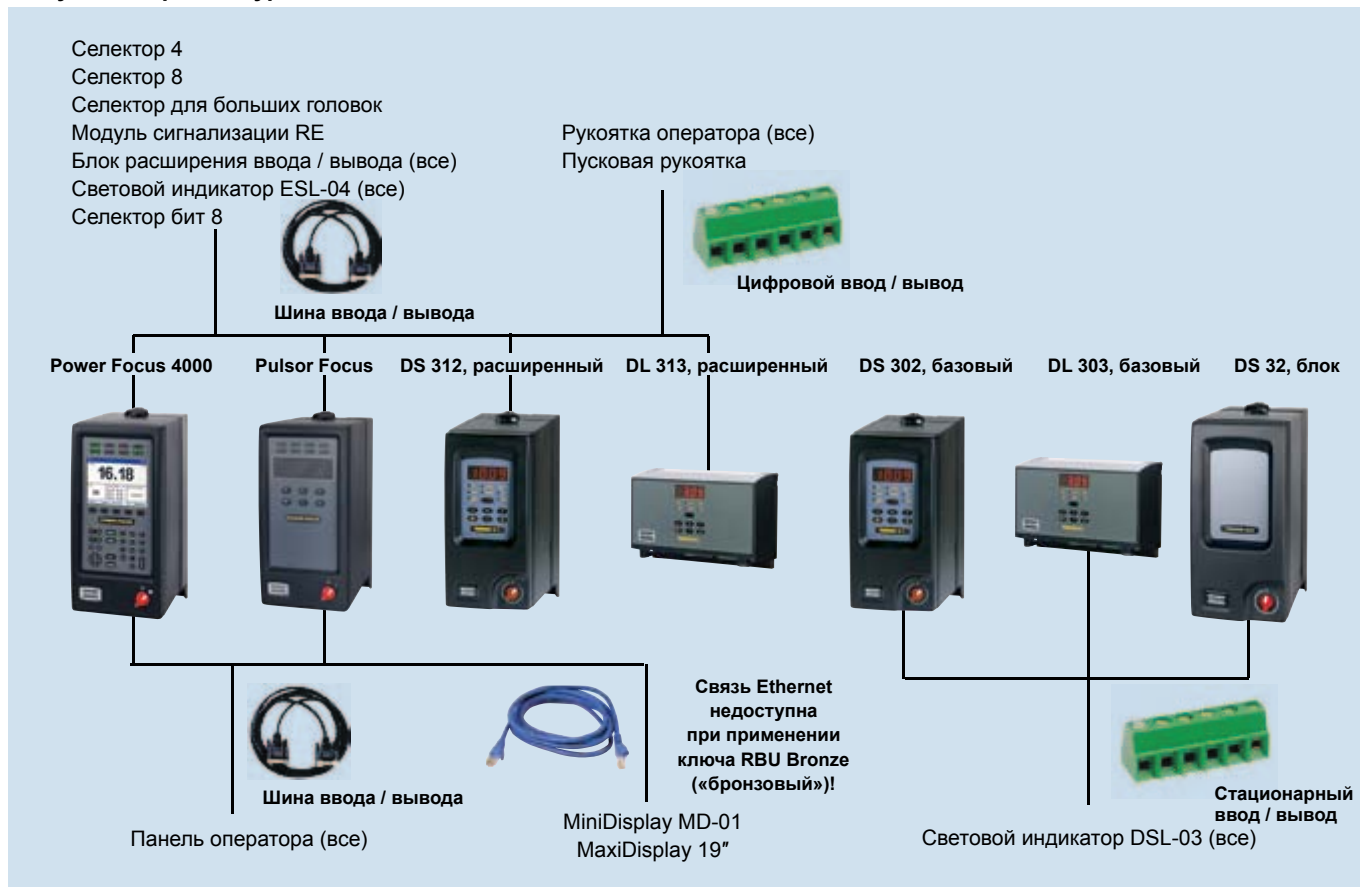 Селектор 4
Селектор 8
Селектор для больших головок
Модуль сигнализации RE
Блок расширения ввода / вывода (все)
Световой индикатор ESL-04 (все)
Селектор бит 8
Рукоятка оператора (все)
Пусковая рукоятка
Шина ввода / вывода
Цифровой ввод / вывод
Power Focus 4000
Pulsor Focus
DS 312, расширенный
DL 313, расширенный
DS 302, базовый
DL 303, базовый
DS 32, блок
16.18
Связь Ethernet
недоступна
при применении
ключа RBU Bronze
(«бронзовый»)!
Шина ввода / вывода
Панель оператора (все)
MiniDisplay MD-01
MaxiDisplay 19″
Стационарный
ввод / вывод
Световой индикатор DSL-03 (все)